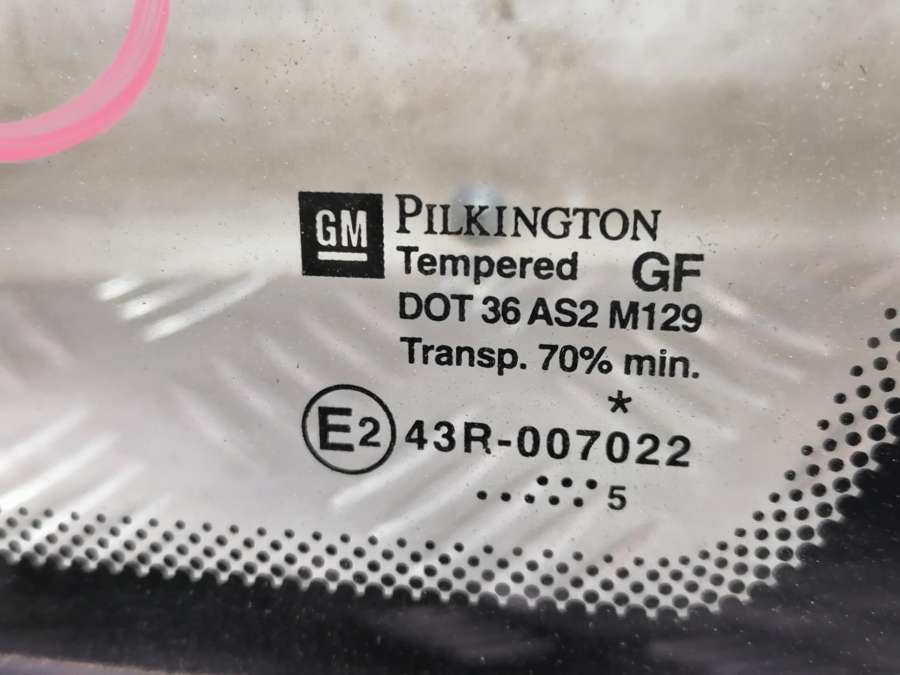 GM PILKINGTON
Tempered GF
DOT 36 AS2 M129
Transp. 70% min.
*
E2 43R-007022
5